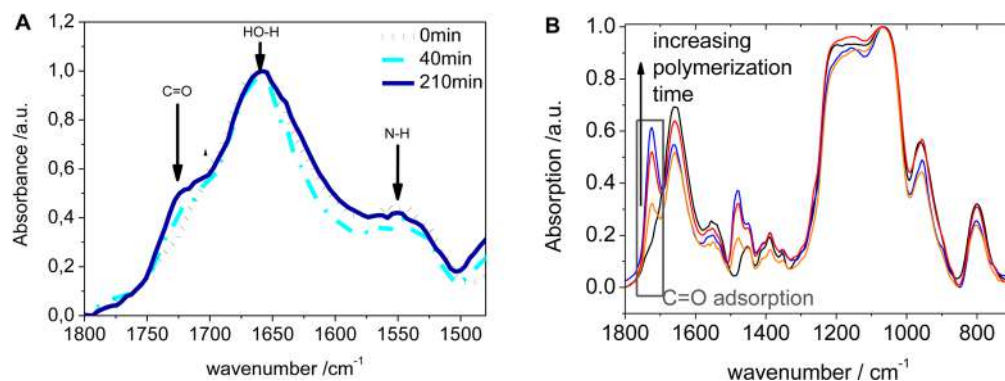 A
B
HO-H
0min
40min
210min
C=O
N-H
Absorbance /a.u.
1,2
1,0
0,8
0,6
0,4
0,2
0,0
1800 1750 1700 1650 1600 1550 1500
wavenumber /cm-1
increasing
polymerization
time
C=O adsorption
Absorption /a.u.
1.0
0.8
0.6
0.4
0.2
0.0
1800 1600 1400 1200 1000 800
wavenumber / cm-1